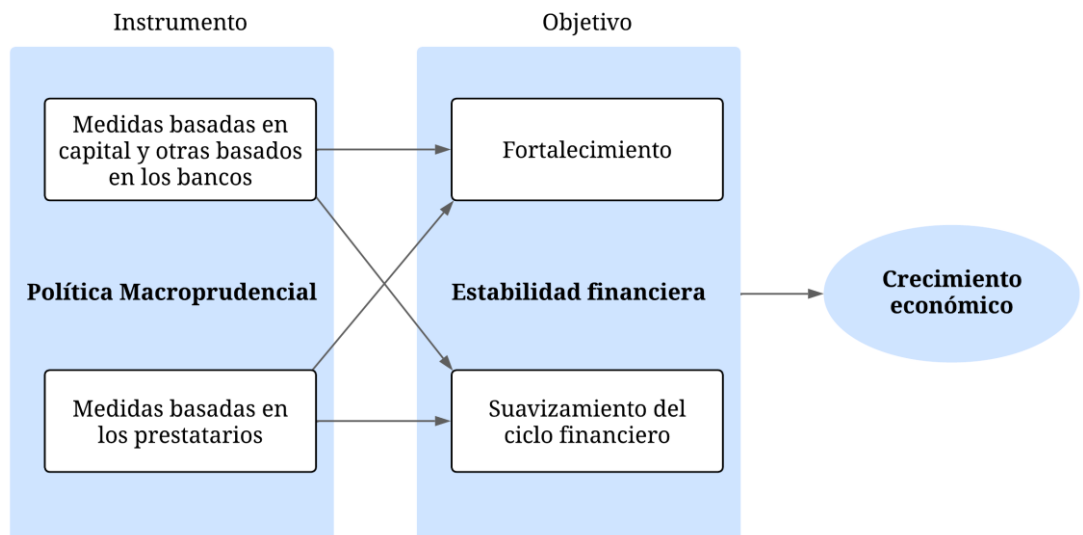 Instrumento
Objetivo
Medidas basadas en
capital y otras basados
en los bancos
Fortalecimiento
Política Macroprudencial
Estabilidad financiera
Crecimiento
económico
Medidas basadas en
los prestatarios
Suavizamiento del
ciclo financiero